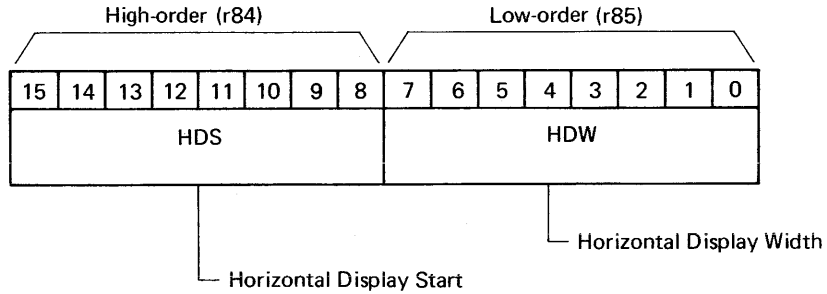 High-order (r84) Low-order (r85)
15 14 13 12 11 10 9 8 7 6 5 4 3 2 1 0
HDS HDW
Horizontal Display Width
Horizontal Display Start